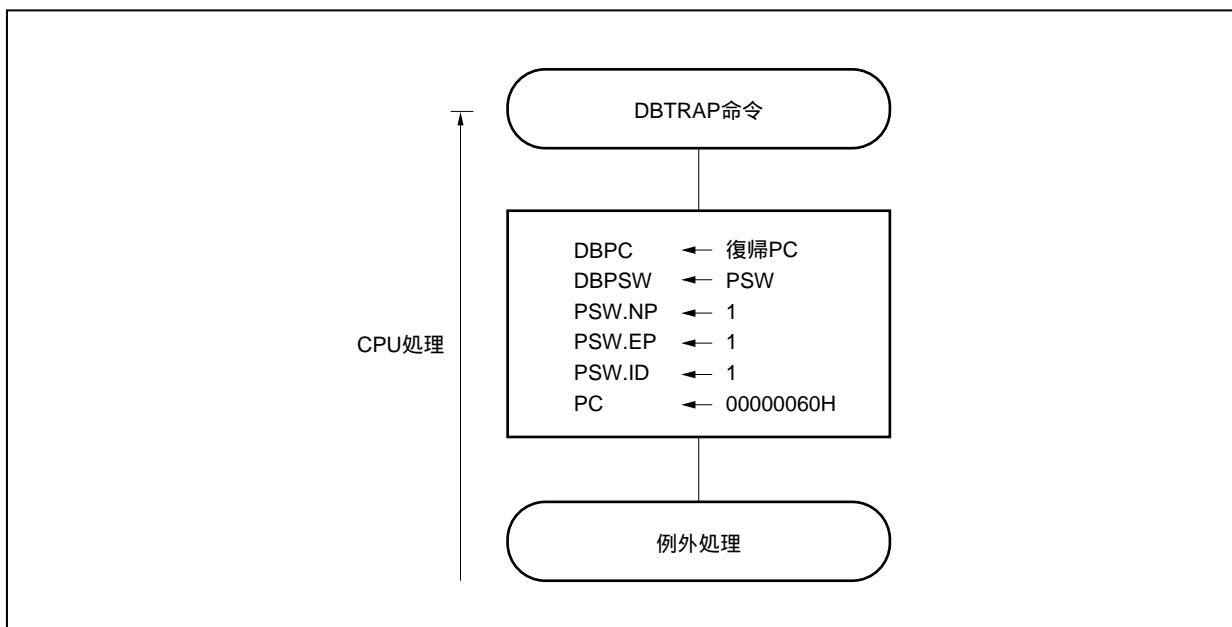 DBTRAP命令
DBPC ← 復帰PC
DBPSW ← PSW
PSW.NP ← 1
PSW.EP ← 1
CPU処理
PSW.ID ← 1
PC ← 00000060H
例外処理